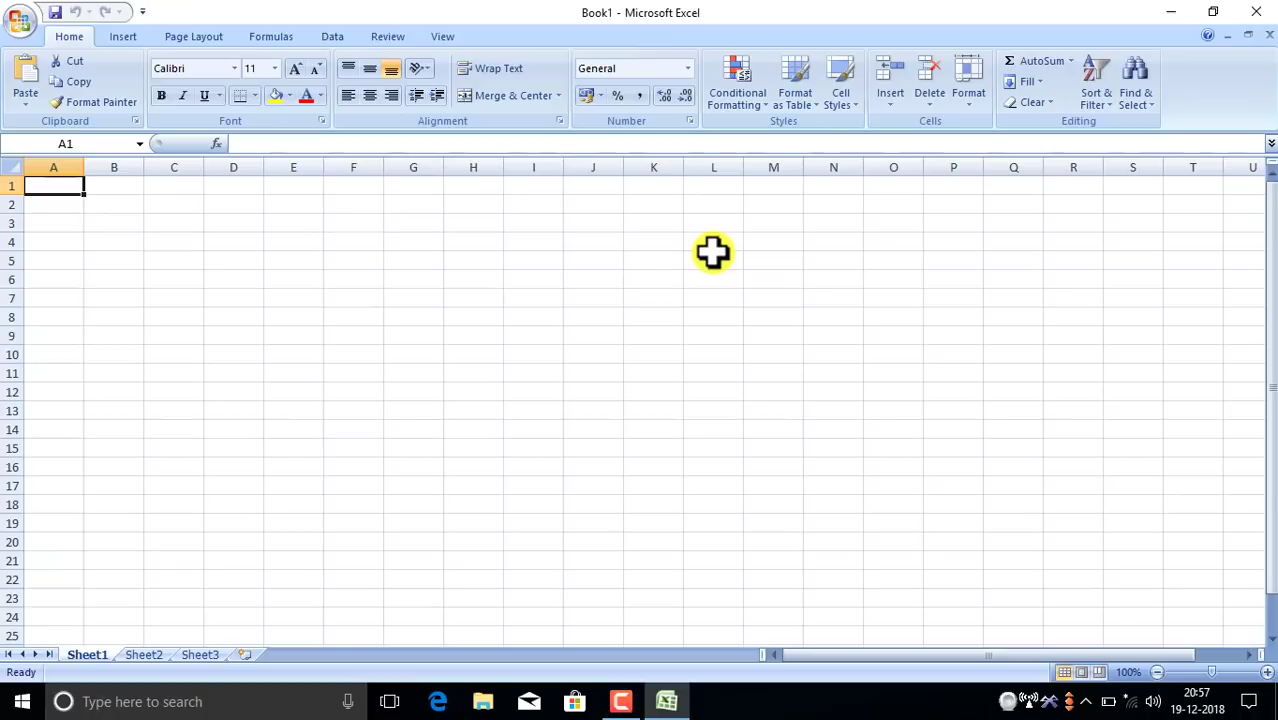 Book1 - Microsoft Excel
Home Insert Page Layout Formulas Data Review View
Paste
Cut
Copy
Format Painter
Clipboard
Calibri 11
B I U A
Font
Wrap Text
Merge & Center
Alignment
General
% ,
Number
Conditional Formatting
Format as Table
Cell Styles
Styles
Insert
Delete
Format
Cells
Σ AutoSum
Fill
Clear
Sort & Filter
Find & Select
Editing
A1 fx
A B C D E F G H I J K L M N O P Q R S T U
1
2
3
4
5
6
7
8
9
10
11
12
13
14
15
16
17
18
19
20
21
22
23
24
25
Sheet1 Sheet2 Sheet3
Ready 100%
Type here to search
20:57
19-12-2018